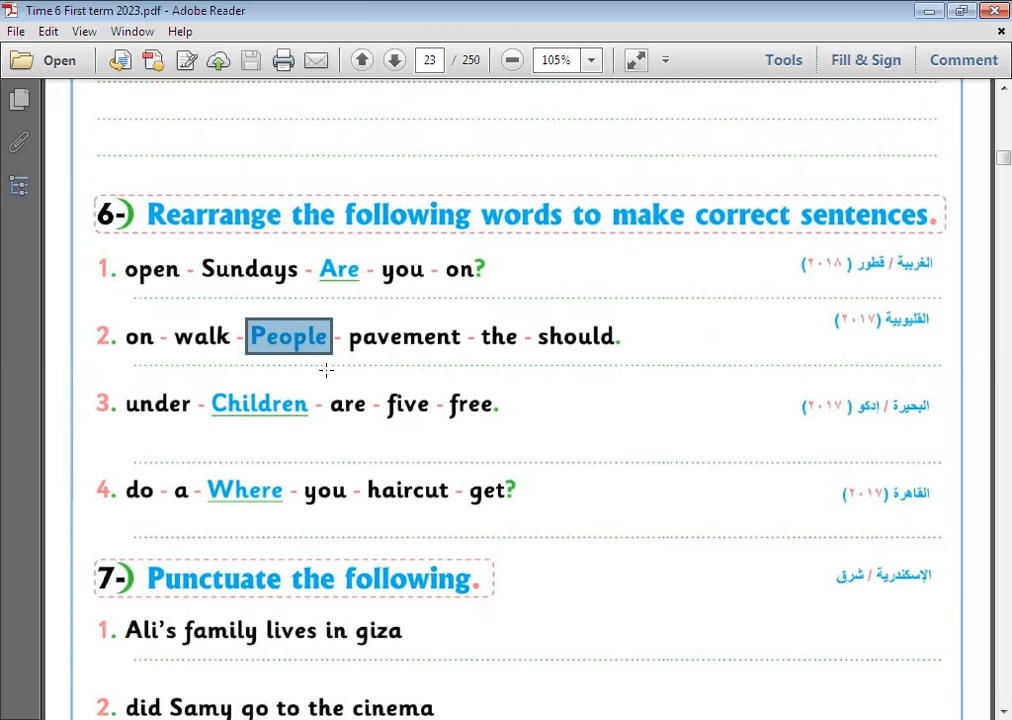 Time 6 First term 2023.pdf - Adobe Reader
File Edit View Window Help
Open 23 / 250 105% Tools Fill & Sign Comment
6-) Rearrange the following words to make correct sentences.
1. open - Sundays - Are - you - on? الغربية / قطور (٢٠١٨)
2. on - walk - People - pavement - the - should. القليوبية (٢٠١٧)
3. under - Children - are - five - free. البحيرة / إدكو (٢٠١٧)
4. do - a - Where - you - haircut - get? القاهرة (٢٠١٧)
7-) Punctuate the following. الإسكندرية / شرق
1. Ali's family lives in giza
2. did Samy go to the cinema